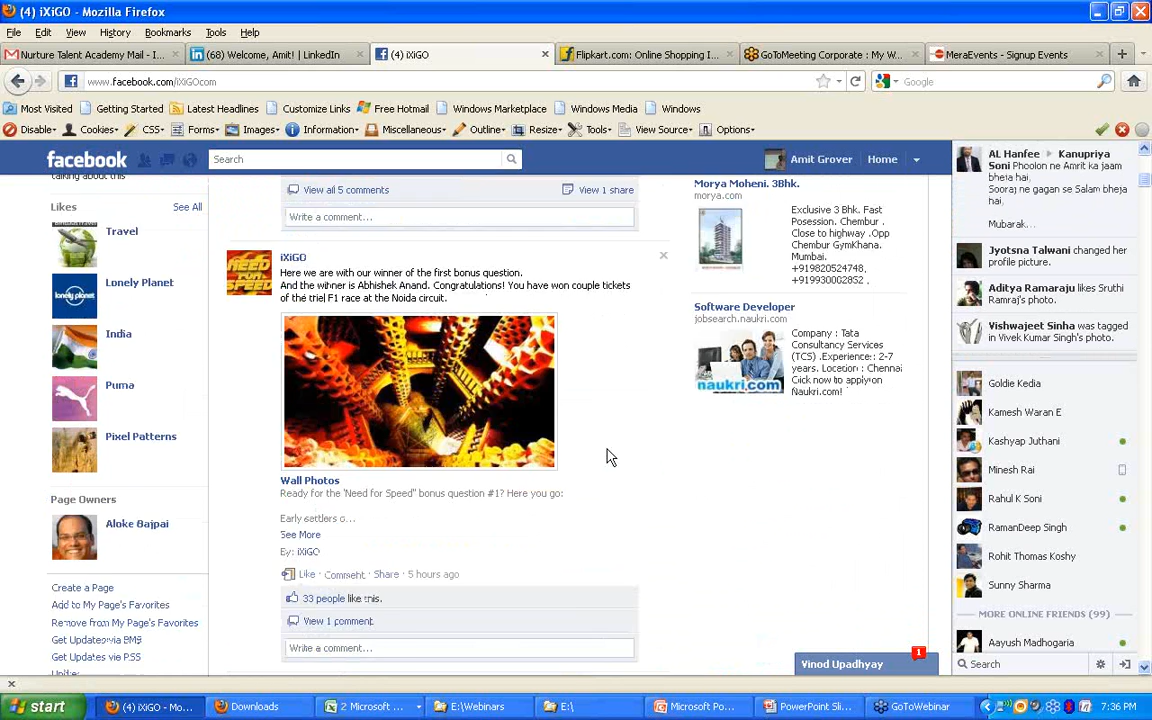 (4) iXiGO - Mozilla Firefox
File Edit View History Bookmarks Tools Help
Nurture Talent Academy Mail - I...
(68) Welcome, Amit! | LinkedIn
(4) iXiGO
Flipkart.com: Online Shopping I...
GoToMeeting Corporate : My W...
MeraEvents - Signup Events
www.facebook.com/iXiGOcom
Google
Most Visited Getting Started Latest Headlines Customize Links Free Hotmail Windows Marketplace Windows Media Windows
Disable Cookies CSS Forms Images Information Miscellaneous Outline Resize Tools View Source Options
facebook
Search
Amit Grover Home
talking about this
Likes See All
Travel
Lonely Planet
India
Puma
Pixel Patterns
Page Owners
Aloke Bajpai
Create a Page
Add to My Page's Favorites
Remove from My Page's Favorites
Get Updates via SMS
Get Updates via RSS
View all 5 comments View 1 share
Write a comment...
iXiGO
Here we are with our winner of the first bonus question.
And the winner is Abhishek Anand. Congratulations! You have won couple tickets
of the triel F1 race at the Noida circuit.
NEED FOR SPEED
Wall Photos
Ready for the 'Need for Speed" bonus question #1? Here you go:
Early settlers o...
See More
By: iXiGO
Like · Comment · Share · 5 hours ago
33 people like this.
View 1 comment
Write a comment...
Morya Moheni. 3Bhk.
morya.com
Exclusive 3 Bhk. Fast
Posession. Chembur .
Close to highway .Opp
Chembur GymKhana.
Mumbai
+919820524748,
+919930002852 ,
Software Developer
jobsearch.naukri.com
Company : Tata
Consultancy Services
(TCS) .Experience:: 2-7
years. Location: : Chennai
Click now to applyon
Naukri.com!
naukri.com
AL Hanfee Kanupriya
Soni Phoolon ne Amrit ka jaam
bheja hai,
Sooraj ne gagan se Salam bheja
hai,
Mubarak...
Jyotsna Talwani changed her
profile picture.
Aditya Ramaraju likes Sruthi
Ramraj's photo.
Vishwajeet Sinha was tagged
in Vivek Kumar Singh's photo.
Goldie Kedia
Kamesh Waran E
Kashyap Juthani
Minesh Rai
Rahul K Soni
RamanDeep Singh
Rohit Thomas Koshy
Sunny Sharma
MORE ONLINE FRIENDS (99)
Aayush Madhogaria
Search
Vinod Upadhyay 1
start
(4) iXiGO - Mo...
Downloads
2 Microsoft ...
E:\Webinars
E:\
Microsoft Po...
PowerPoint Sli...
GoToWebinar
7:36 PM